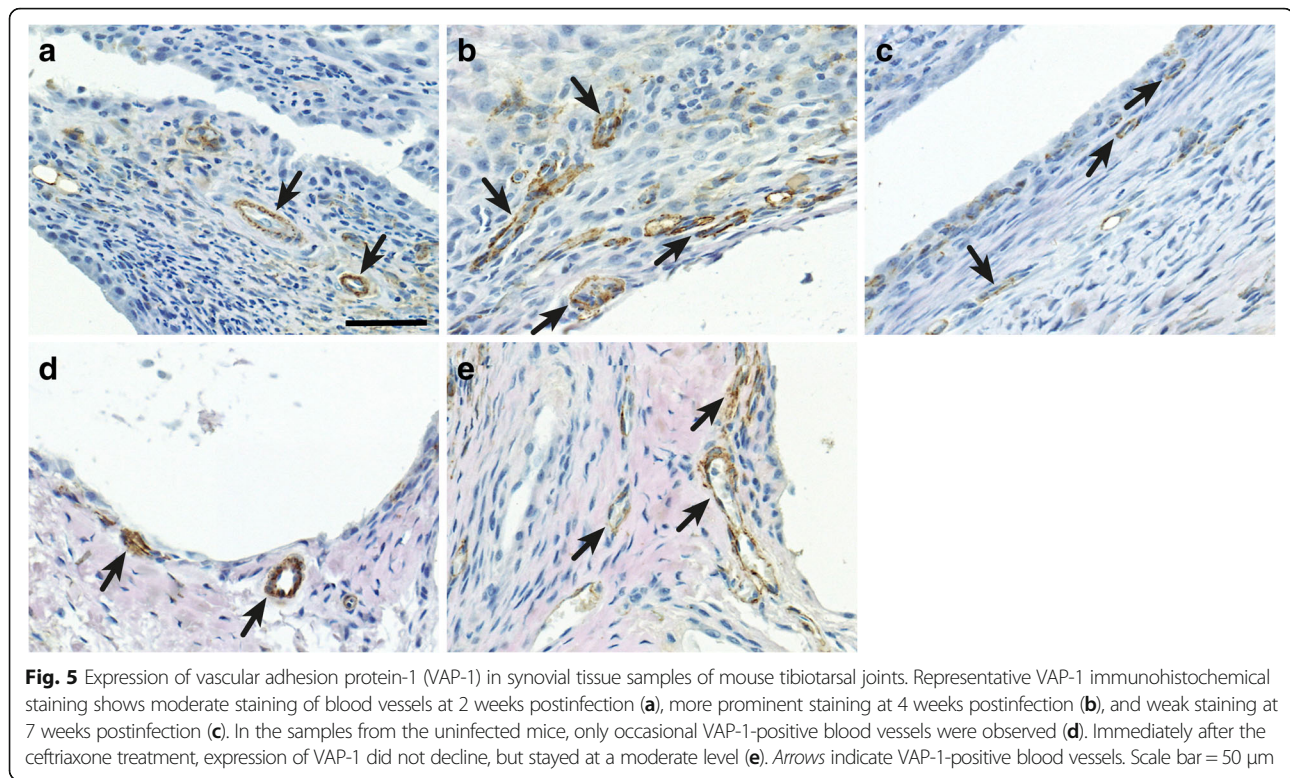 a
b
c
d
e
Fig. 5 Expression of vascular adhesion protein-1 (VAP-1) in synovial tissue samples of mouse tibiotarsal joints. Representative VAP-1 immunohistochemical
staining shows moderate staining of blood vessels at 2 weeks postinfection (a), more prominent staining at 4 weeks postinfection (b), and weak staining at
7 weeks postinfection (c). In the samples from the uninfected mice, only occasional VAP-1-positive blood vessels were observed (d). Immediately after the
ceftriaxone treatment, expression of VAP-1 did not decline, but stayed at a moderate level (e). Arrows indicate VAP-1-positive blood vessels. Scale bar = 50 μm